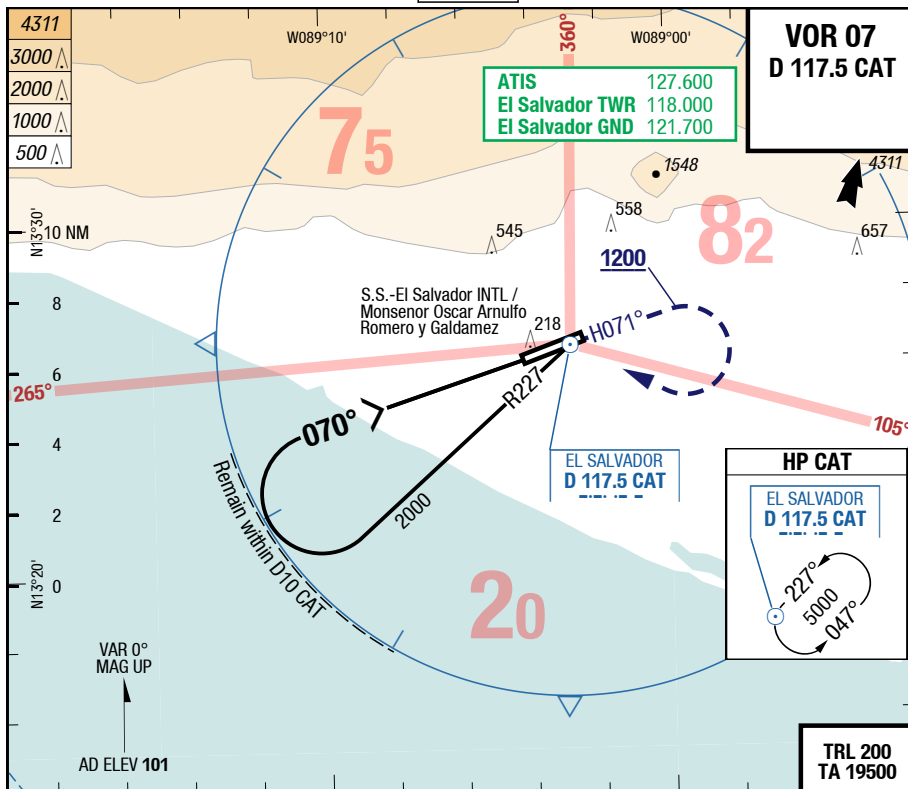 4311
3000
2000
1000
500
W089°10'
360°
W089°00'
VOR 07
D 117.5 CAT
ATIS 127.600
El Salvador TWR 118.000
El Salvador GND 121.700
75
1548
4311
N13°30'
10 NM
545
558
82
657
1200
S.S.-El Salvador INTL /
Monsenor Oscar Arnulfo
Romero y Galdamez
8
218
H071°
6
265°
R227
105°
070°
4
EL SALVADOR
D 117.5 CAT
HP CAT
EL SALVADOR
D 117.5 CAT
Remain within D10 CAT
2000
2
N13°20'
0
20
227°
5000
047°
VAR 0°
MAG UP
AD ELEV 101
TRL 200
TA 19500